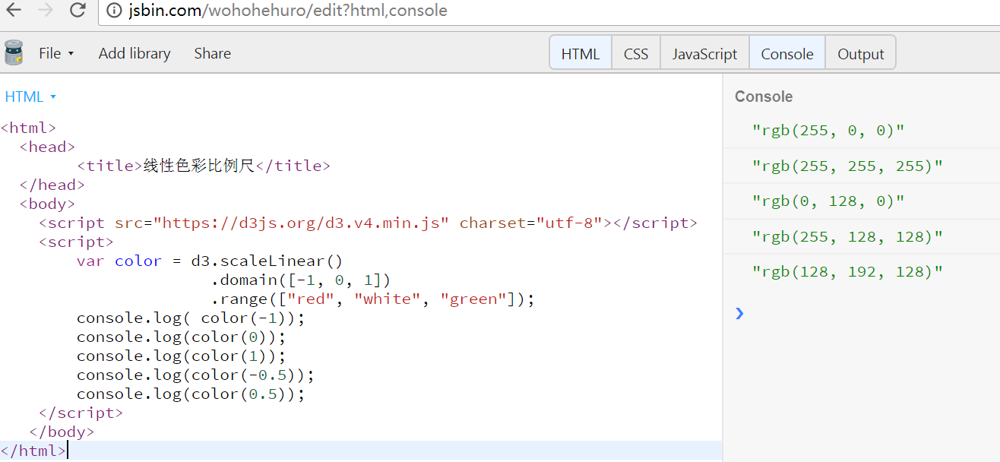 jsbin.com/wohohehuro/edit?html,console
File Add library Share HTML CSS JavaScript Console Output
HTML
<html>
  <head>
        <title>线性色彩比例尺</title>
  </head>
  <body>
    <script src="https://d3js.org/d3.v4.min.js" charset="utf-8"></script>
    <script>
        var color = d3.scaleLinear()
                      .domain([-1, 0, 1])
                      .range(["red", "white", "green"]);
        console.log( color(-1));
        console.log(color(0));
        console.log(color(1));
        console.log(color(-0.5));
        console.log(color(0.5));
    </script>
   </body>
</html>
Console
"rgb(255, 0, 0)"
"rgb(255, 255, 255)"
"rgb(0, 128, 0)"
"rgb(255, 128, 128)"
"rgb(128, 192, 128)"